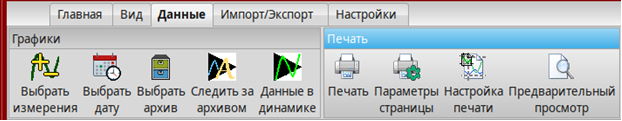 Главная Вид Данные Импорт/Экспорт Настройки
Графики
Выбрать измерения
Выбрать дату
Выбрать архив
Следить за архивом
Данные в динамике
Печать
Печать
Параметры страницы
Настройка печати
Предварительный просмотр